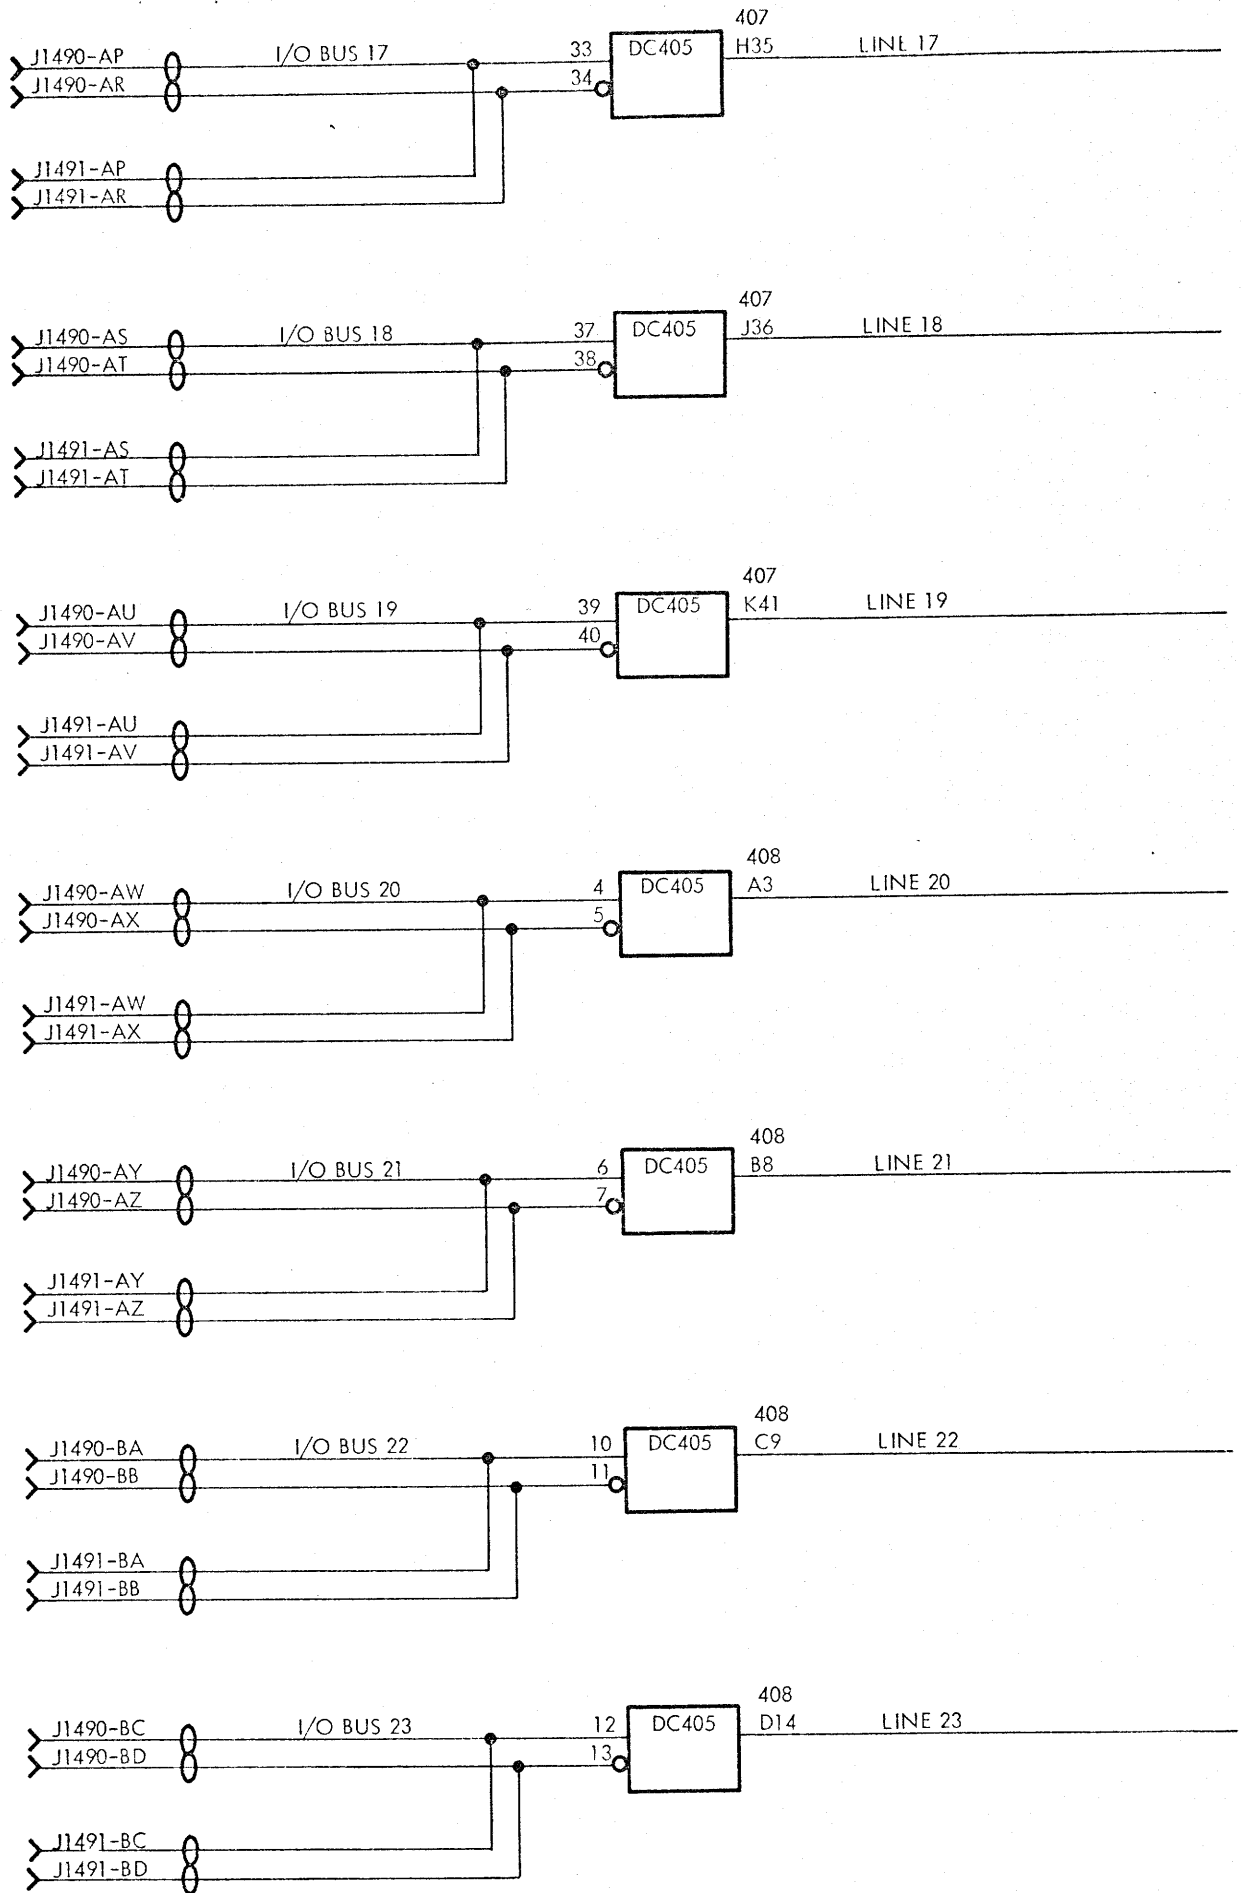 407
J1490-AP I/O BUS 17 33 DC405 H35 LINE 17
J1490-AR 34
J1491-AP
J1491-AR
407
J1490-AS I/O BUS 18 37 DC405 J36 LINE 18
J1490-AT 38
J1491-AS
J1491-AT
407
J1490-AU I/O BUS 19 39 DC405 K41 LINE 19
J1490-AV 40
J1491-AU
J1491-AV
408
J1490-AW I/O BUS 20 4 DC405 A3 LINE 20
J1490-AX 5
J1491-AW
J1491-AX
408
J1490-AY I/O BUS 21 6 DC405 B8 LINE 21
J1490-AZ 7
J1491-AY
J1491-AZ
408
J1490-BA I/O BUS 22 10 DC405 C9 LINE 22
J1490-BB 11
J1491-BA
J1491-BB
408
J1490-BC I/O BUS 23 12 DC405 D14 LINE 23
J1490-BD 13
J1491-BC
J1491-BD